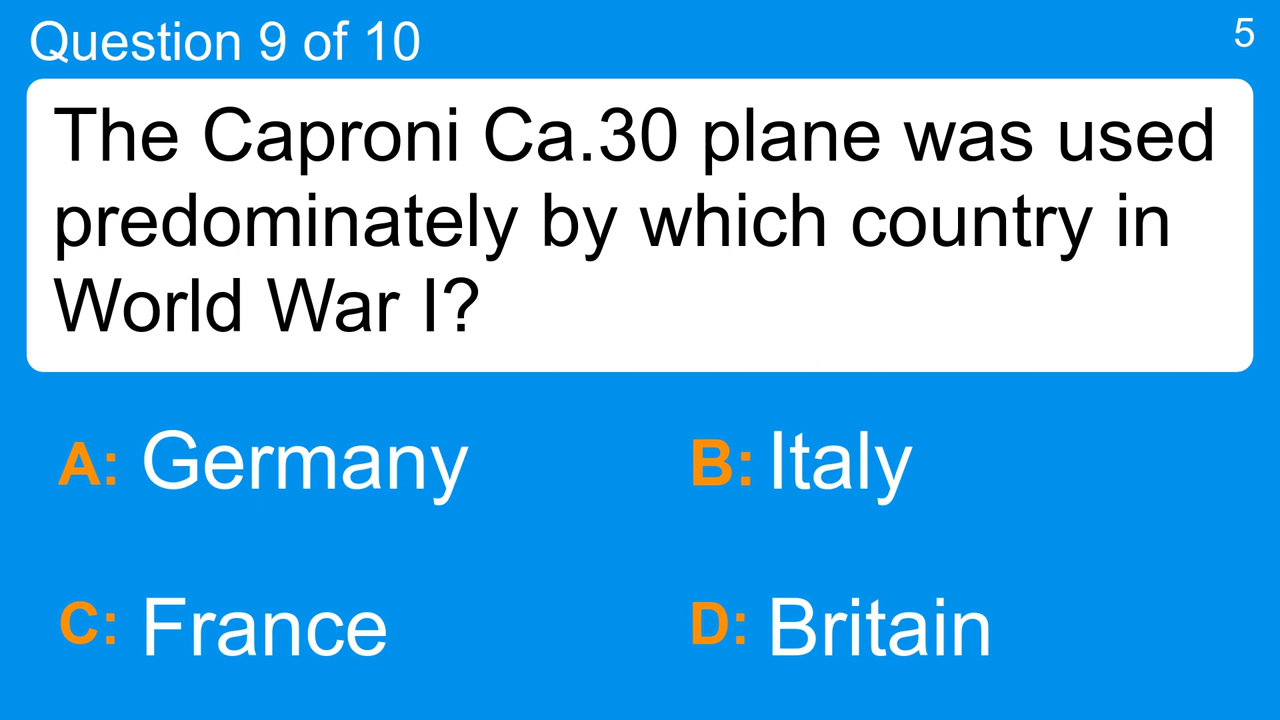 Question 9 of 10
5
The Caproni Ca.30 plane was used
predominately by which country in
World War I?
A: Germany
B: Italy
C: France
D: Britain